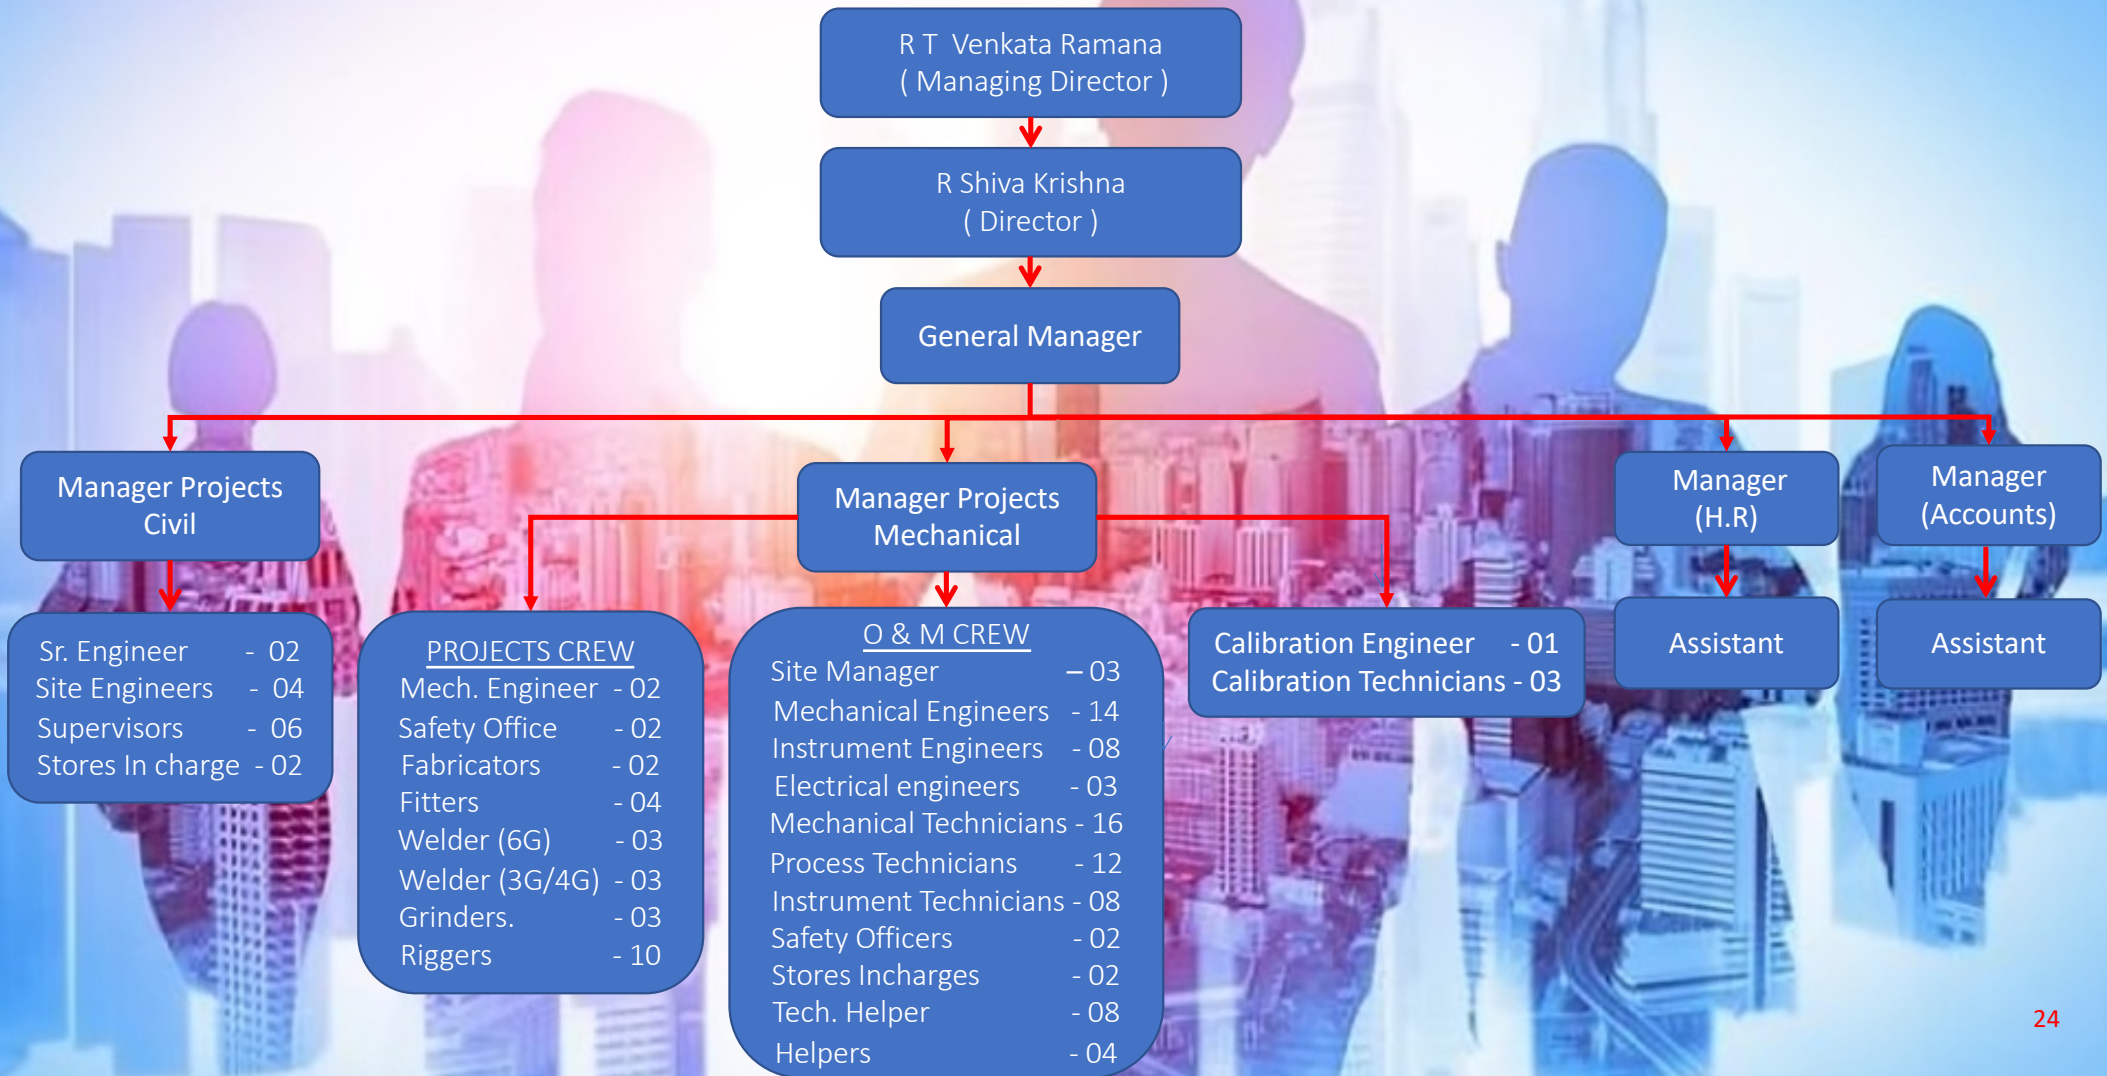 R T Venkata Ramana
( Managing Director )
R Shiva Krishna
( Director )
General Manager
Manager Projects
Civil
Manager Projects
Mechanical
Manager
(H.R)
Manager
(Accounts)
Sr. Engineer - 02
Site Engineers - 04
Supervisors - 06
Stores In charge - 02
PROJECTS CREW
Mech. Engineer - 02
Safety Office - 02
Fabricators - 02
Fitters - 04
Welder (6G) - 03
Welder (3G/4G) - 03
Grinders. - 03
Riggers - 10
O & M CREW
Site Manager – 03
Mechanical Engineers - 14
Instrument Engineers - 08
Electrical engineers - 03
Mechanical Technicians - 16
Process Technicians - 12
Instrument Technicians - 08
Safety Officers - 02
Stores Incharges - 02
Tech. Helper - 08
Helpers - 04
Calibration Engineer - 01
Calibration Technicians - 03
Assistant
Assistant
24